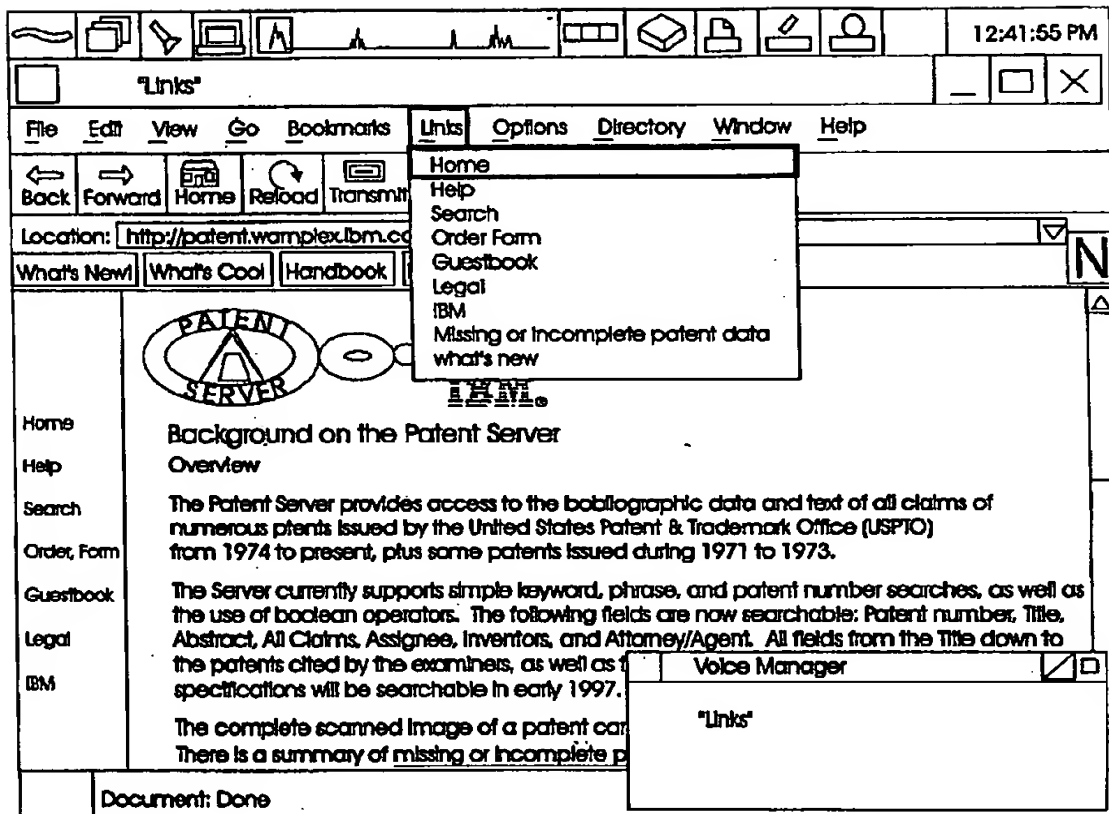 12:41:55 PM
"Links"
File Edit View Go Bookmarks Links Options Directory Window Help
Back Forward Home Reload Transmit
Home
Help
Search
Order Form
Guestbook
Legal
IBM
Missing or incomplete patent data
what's new
Location: http://patent.wamplex.ibm.co
What's New! What's Cool Handbook
N
PATENT
SERVER
IBM®
Home
Help
Search
Order, Form
Guestbook
Legal
IBM
Background on the Patent Server
Overview
The Patent Server provides access to the bobliographic data and text of all claims of
numerous ptents issued by the United States Patent & Trademark Office (USPTO)
from 1974 to present, plus some patents issued during 1971 to 1973.
The Server currently supports simple keyword, phrase, and patent number searches, as well as
the use of boolean operators. The following fields are now searchable: Patent number, Title,
Abstract, All Claims, Assignee, Inventors, and Attorney/Agent. All fields from the Title down to
the patents cited by the examiners, as well as t
specifications will be searchable in early 1997.
The complete scanned image of a patent can
There is a summary of missing or incomplete p
Voice Manager
"Links"
Document: Done